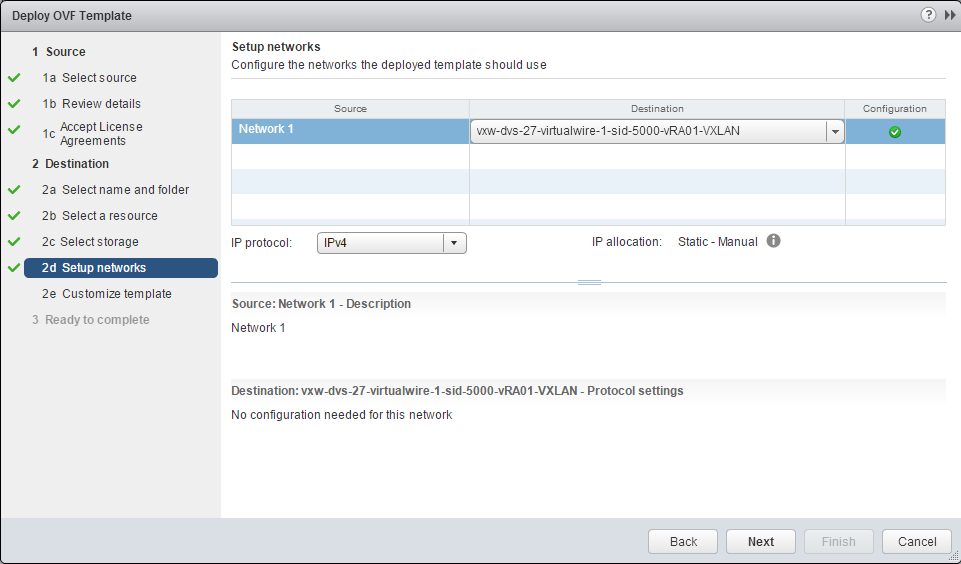 Deploy OVF Template
?
1 Source
1a Select source
1b Review details
1c Accept License
Agreements
2 Destination
2a Select name and folder
2b Select a resource
2c Select storage
2d Setup networks
2e Customize template
3 Ready to complete
Setup networks
Configure the networks the deployed template should use
Source Destination Configuration
Network 1 vxw-dvs-27-virtualwire-1-sid-5000-vRA01-VXLAN
IP protocol: IPv4 IP allocation: Static - Manual
Source: Network 1 - Description
Network 1
Destination: vxw-dvs-27-virtualwire-1-sid-5000-vRA01-VXLAN - Protocol settings
No configuration needed for this network
Back Next Finish Cancel